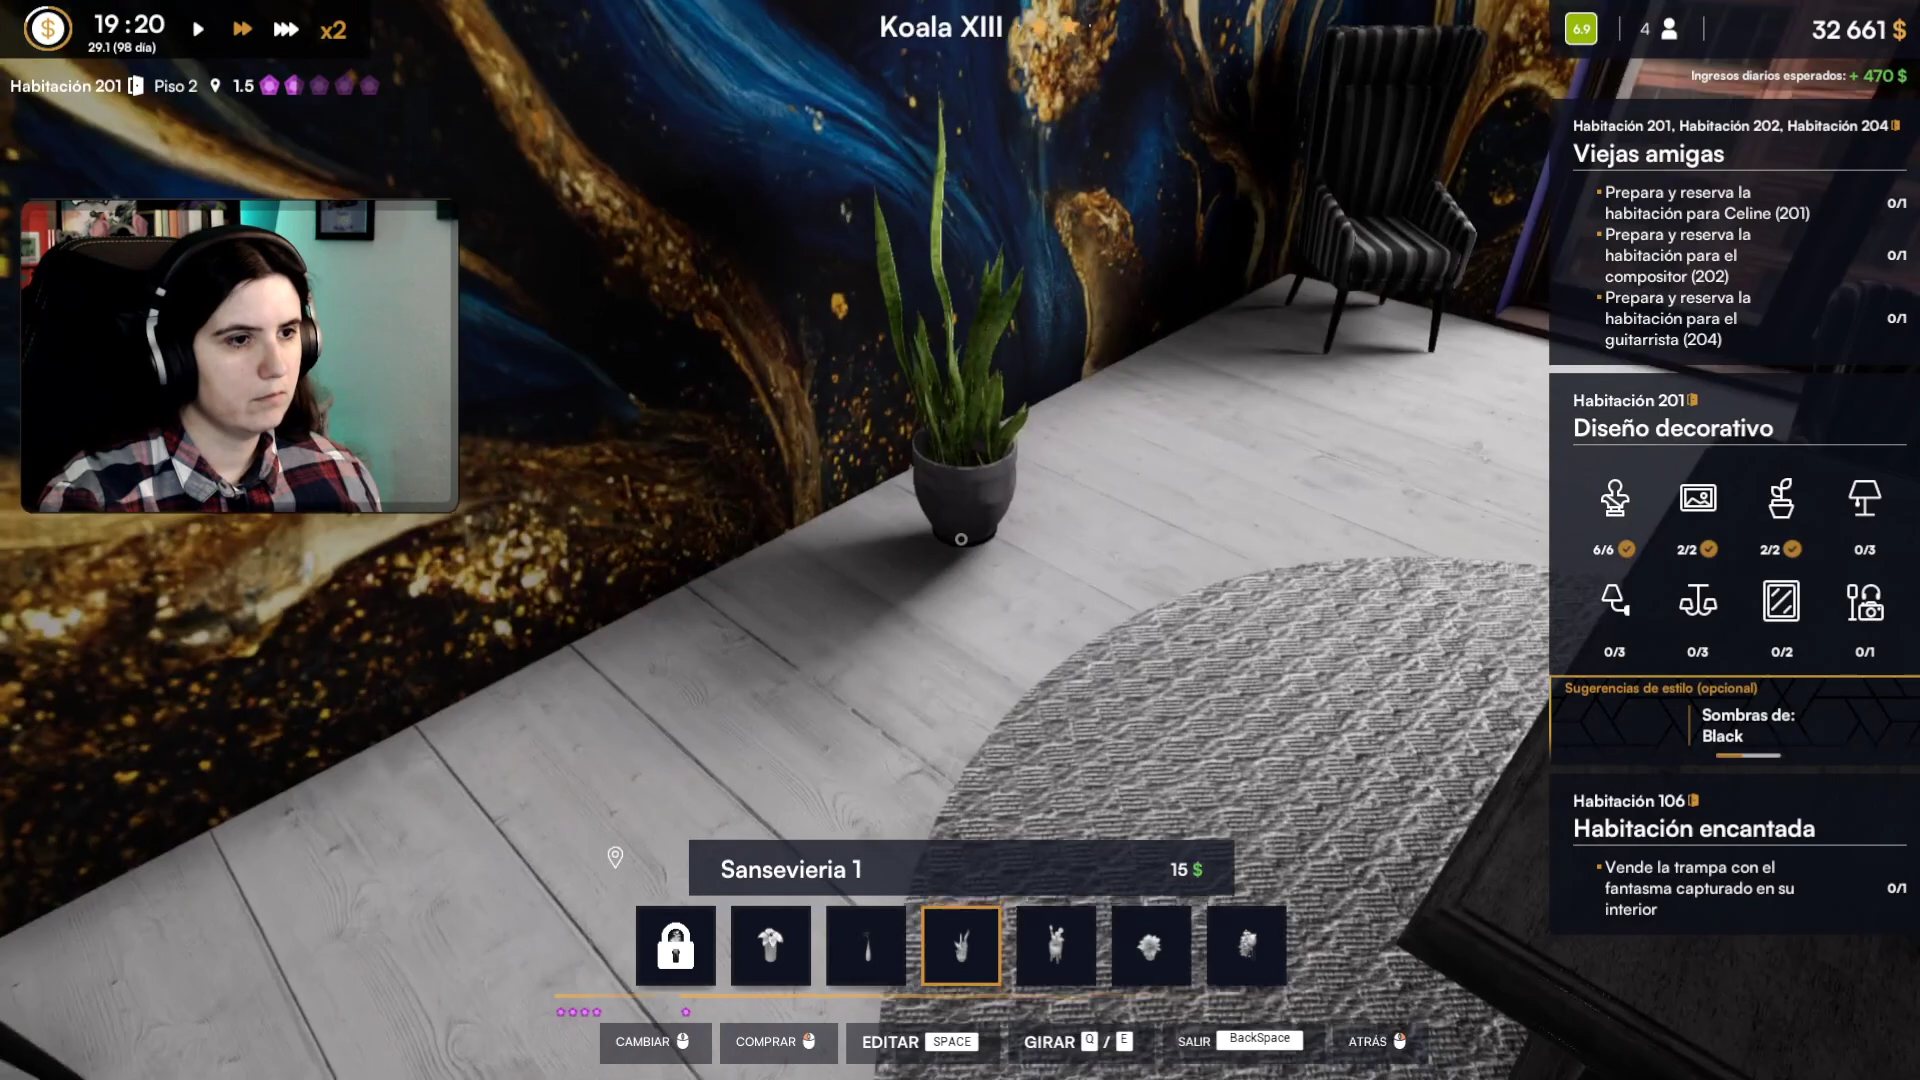 19:20
29.1 (98 día)
x2
Koala XIII
6.9
4
32 661 $
Ingresos diarios esperados: + 470 $
Habitación 201
Piso 2
1.5
Habitación 201, Habitación 202, Habitación 204
Viejas amigas
Prepara y reserva la
habitación para Celine (201)
0/1
Prepara y reserva la
habitación para el
compositor (202)
0/1
Prepara y reserva la
habitación para el
guitarrista (204)
0/1
Habitación 201
Diseño decorativo
6/6
2/2
2/2
0/3
0/3
0/3
0/2
0/1
Sugerencias de estilo (opcional)
Sombras de:
Black
Habitación 106
Habitación encantada
Vende la trampa con el
fantasma capturado en su
interior
0/1
Sansevieria 1
15 $
CAMBIAR
COMPRAR
EDITAR SPACE
GIRAR Q / E
SALIR BackSpace
ATRÁS